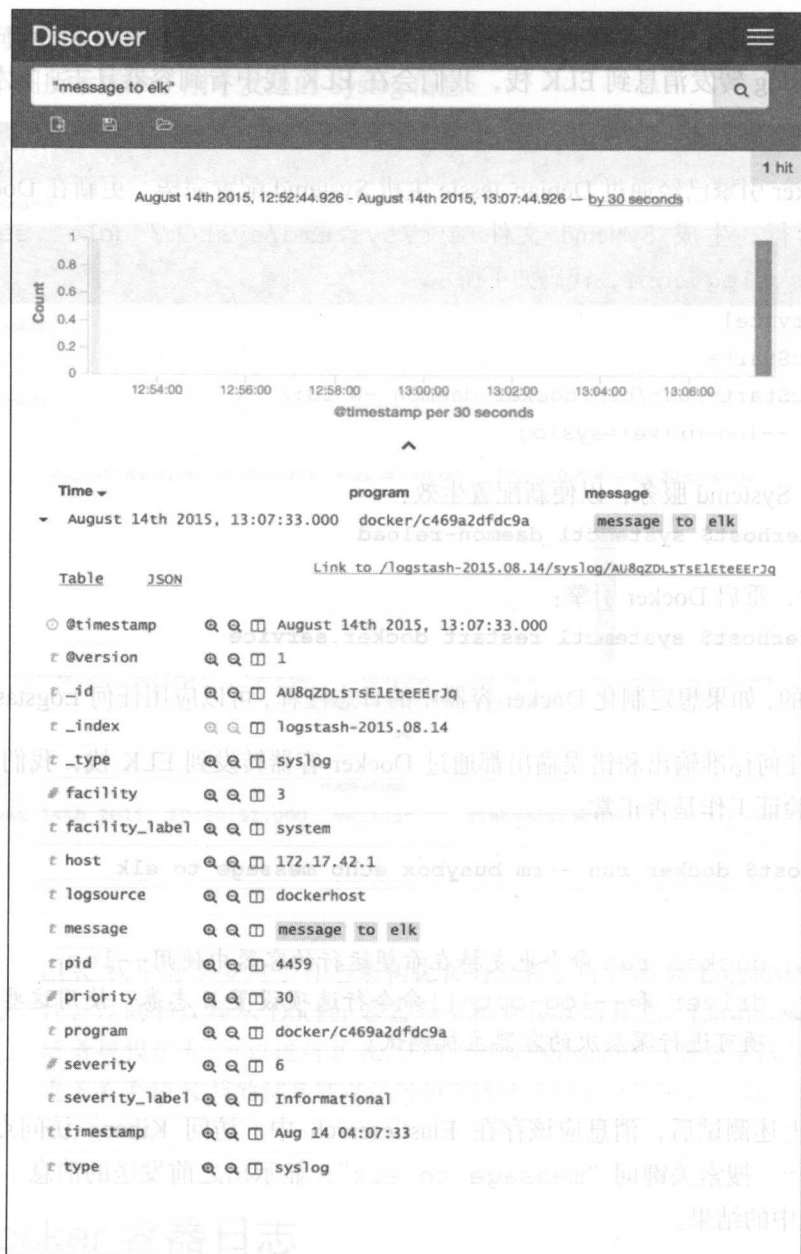 Discover
"message to elk"
1 hit
August 14th 2015, 12:52:44.926 - August 14th 2015, 13:07:44.926 — by 30 seconds
1
0.8
0.6
0.4
0.2
0
Count
12:54:00 12:56:00 12:58:00 13:00:00 13:02:00 13:04:00 13:06:00
@timestamp per 30 seconds
Time program message
August 14th 2015, 13:07:33.000 docker/c469a2dfdc9a message to elk
Link to /logstash-2015.08.14/syslog/AU8qZDLsTsElEteEErJq
Table JSON
@timestamp August 14th 2015, 13:07:33.000
t @version 1
t _id AU8qZDLsTsElEteEErJq
t _index logstash-2015.08.14
t _type syslog
# facility 3
t facility_label system
t host 172.17.42.1
t logsource dockerhost
t message message to elk
t pid 4459
# priority 30
t program docker/c469a2dfdc9a
# severity 6
t severity_label Informational
t timestamp Aug 14 04:07:33
t type syslog